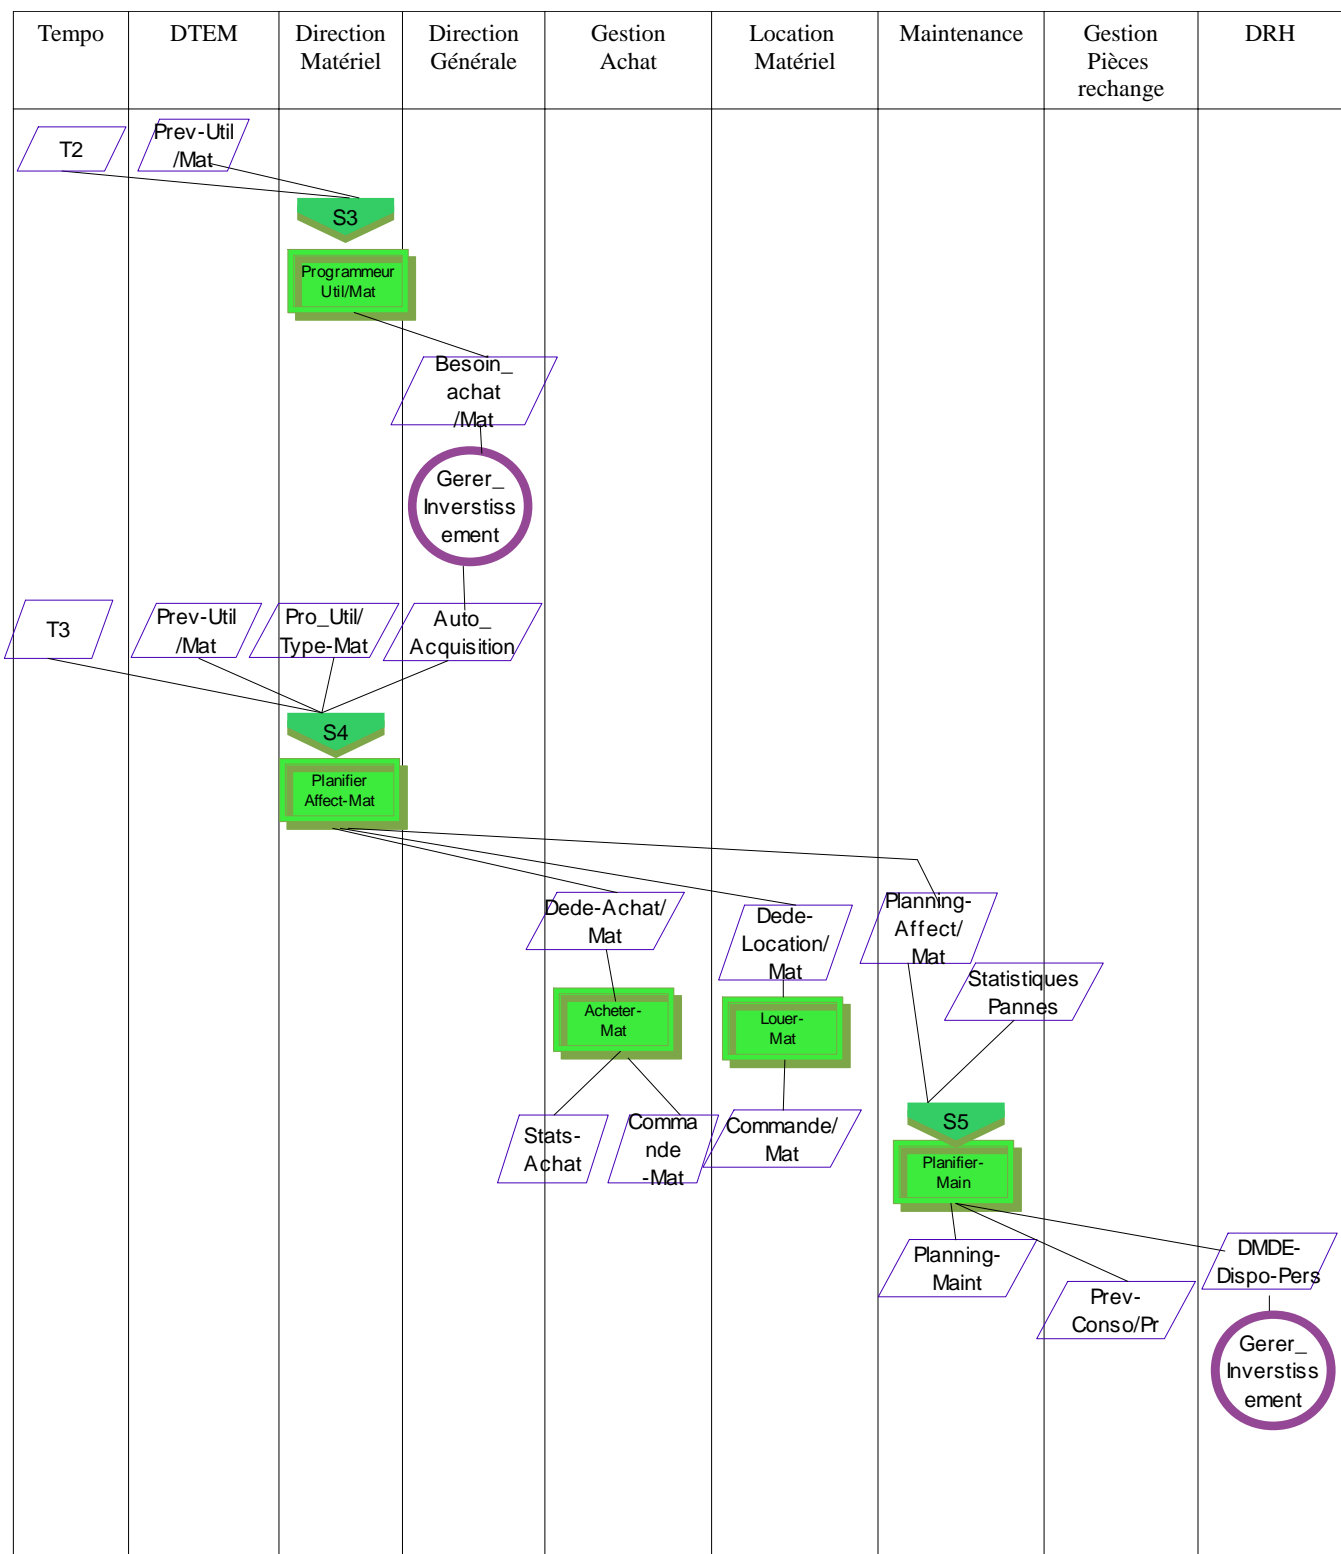 Tempo
DTEM
Direction
Matériel
Direction
Générale
Gestion
Achat
Location
Matériel
Maintenance
Gestion
Pièces
rechange
DRH
T2
Prev-Util
/Mat
S3
Programmeur
Util/Mat
Besoin_
achat
/Mat
Gerer_
Inverstiss
ement
T3
Prev-Util
/Mat
Pro_Util/
Type-Mat
Auto_
Acquisition
S4
Planifier
Affect-Mat
Dede-Achat/
Mat
Dede-
Location/
Mat
Planning-
Affect/
Mat
Statistiques
Pannes
Acheter-
Mat
Louer-
Mat
Stats-
Achat
Comma
nde
-Mat
Commande/
Mat
S5
Planifier-
Main
Planning-
Maint
Prev-
Conso/Pr
DMDE-
Dispo-Pers
Gerer_
Inverstiss
ement